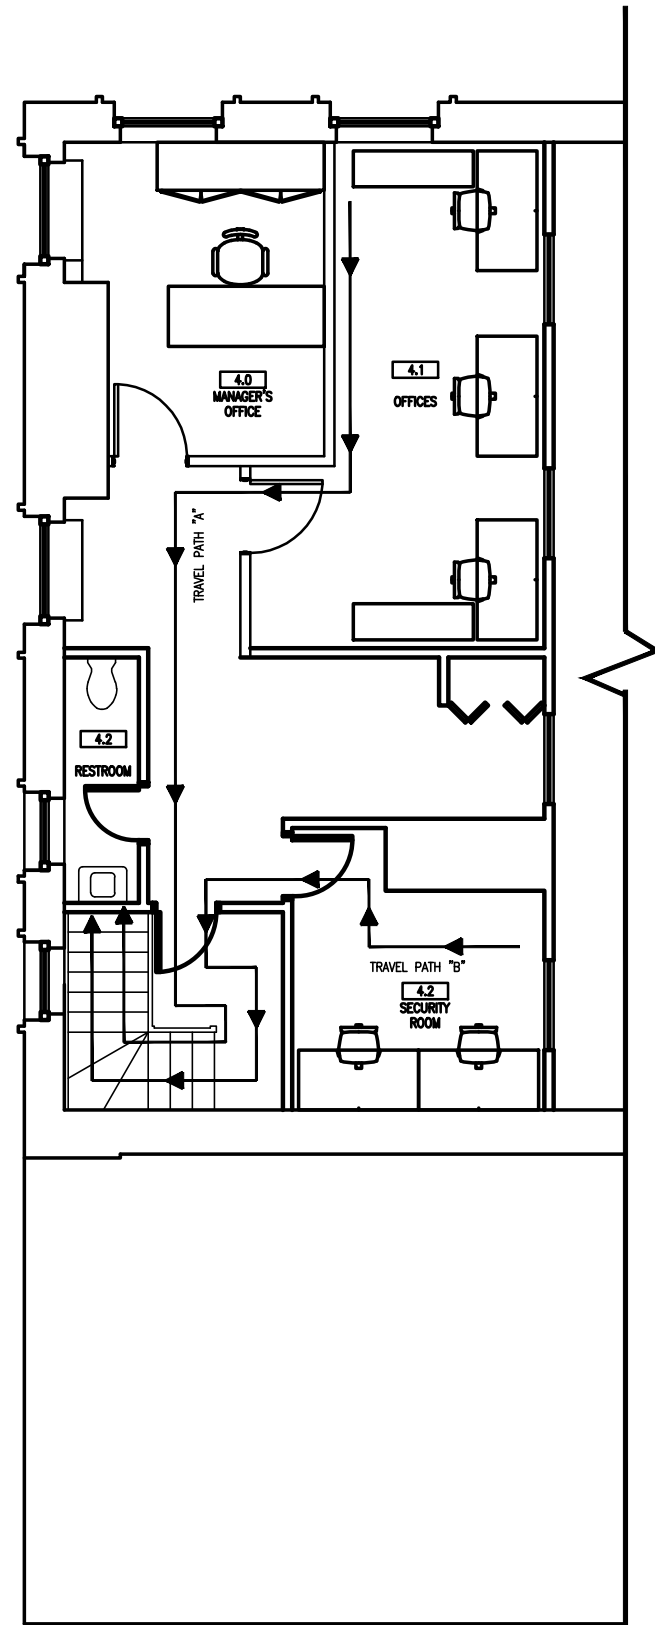 4.0
MANAGER'S
OFFICE
4.1
OFFICES
TRAVEL PATH "A"
4.2
RESTROOM
TRAVEL PATH "B"
4.2
SECURITY
ROOM